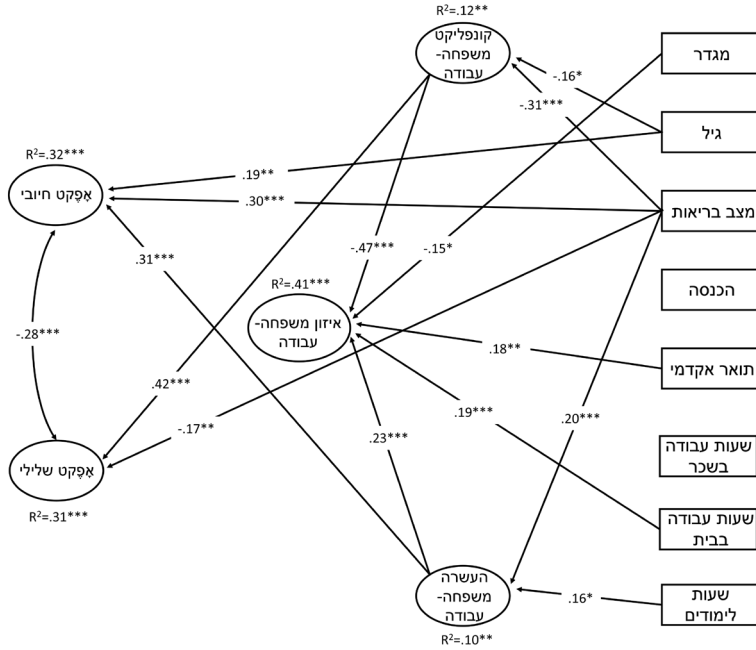 R²=.12**
קונפליקט
משפחה-
עבודה
מגדר
-.16*
-.31***
גיל
R²=.32***
אָפֶקט חיובי
.19**
.30***
מצב בריאות
-.47***
-.15*
.31***
R²=.41***
איזון משפחה-
עבודה
הכנסה
-.28***
.18**
תואר אקדמי
.42***
.19***
.20***
-.17**
.23***
שעות עבודה
בשכר
אָפֶקט שלילי
R²=.31***
שעות עבודה
בבית
העשרה
משפחה-
עבודה
.16*
שעות
לימודים
R²=.10**